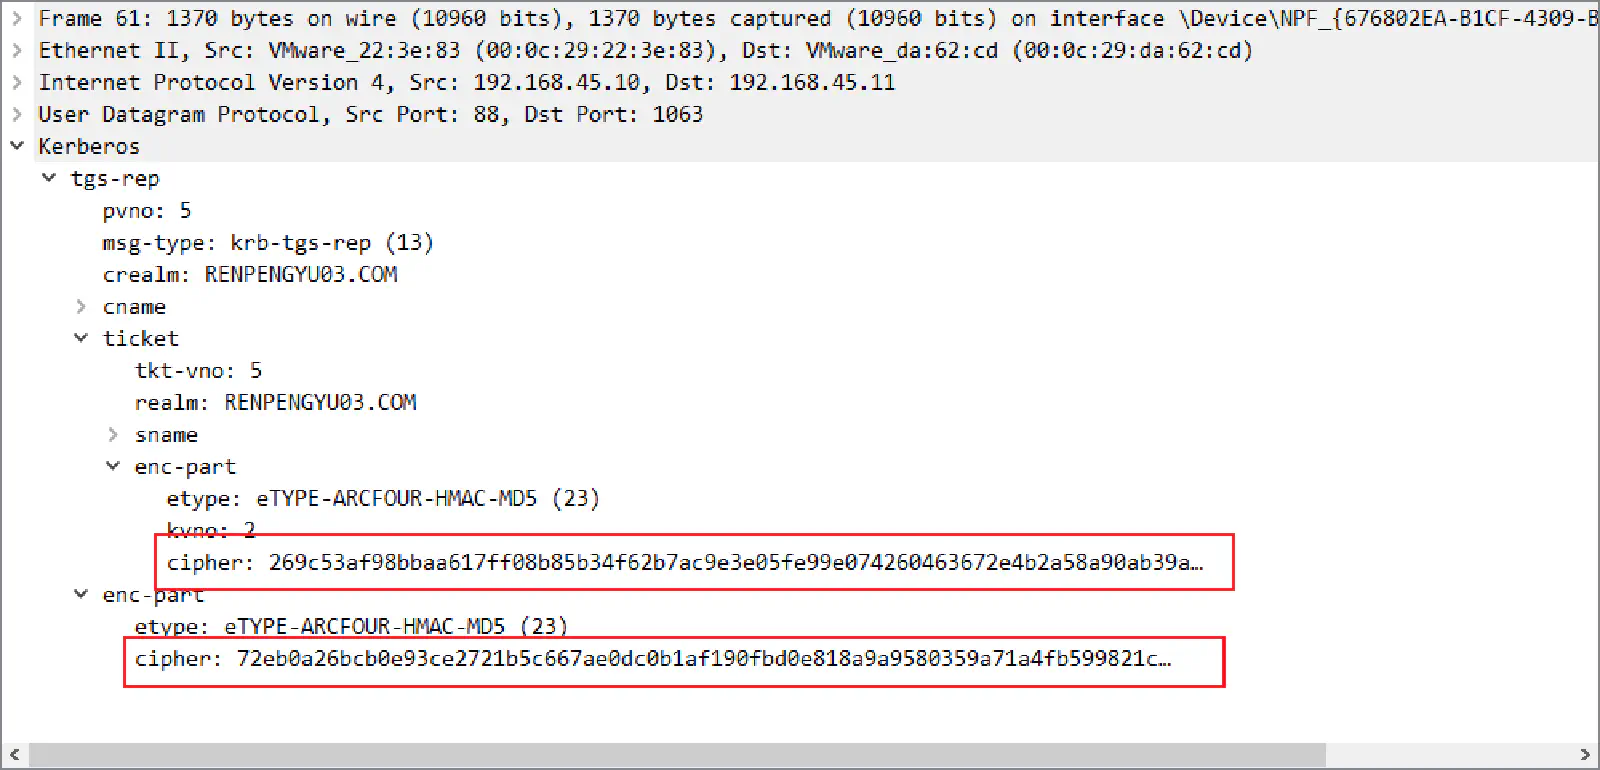 Frame 61: 1370 bytes on wire (10960 bits), 1370 bytes captured (10960 bits) on interface \Device\NPF_{676802EA-B1CF-4309-B
Ethernet II, Src: VMware_22:3e:83 (00:0c:29:22:3e:83), Dst: VMware_da:62:cd (00:0c:29:da:62:cd)
Internet Protocol Version 4, Src: 192.168.45.10, Dst: 192.168.45.11
User Datagram Protocol, Src Port: 88, Dst Port: 1063
Kerberos
tgs-rep
pvno: 5
msg-type: krb-tgs-rep (13)
crealm: RENPENGYU03.COM
cname
ticket
tkt-vno: 5
realm: RENPENGYU03.COM
sname
enc-part
etype: eTYPE-ARCFOUR-HMAC-MD5 (23)
kvno: 2
cipher: 269c53af98bbaa617ff08b85b34f62b7ac9e3e05fe99e074260463672e4b2a58a90ab39a…
enc-part
etype: eTYPE-ARCFOUR-HMAC-MD5 (23)
cipher: 72eb0a26bcb0e93ce2721b5c667ae0dc0b1af190fbd0e818a9a9580359a71a4fb599821c…